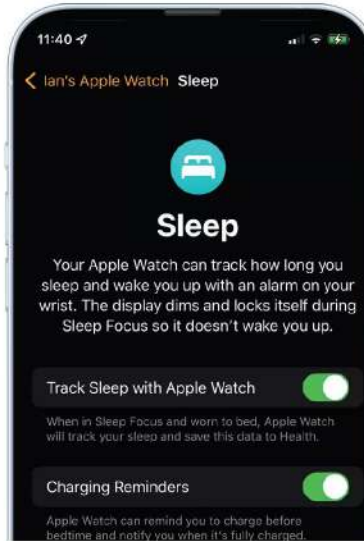 11:40
Ian's Apple Watch Sleep
Sleep
Your Apple Watch can track how long you
sleep and wake you up with an alarm on your
wrist. The display dims and locks itself during
Sleep Focus so it doesn't wake you up.
Track Sleep with Apple Watch
When in Sleep Focus and worn to bed, Apple Watch
will track your sleep and save this data to Health.
Charging Reminders
Apple Watch can remind you to charge before
bedtime and notify you when it's fully charged.